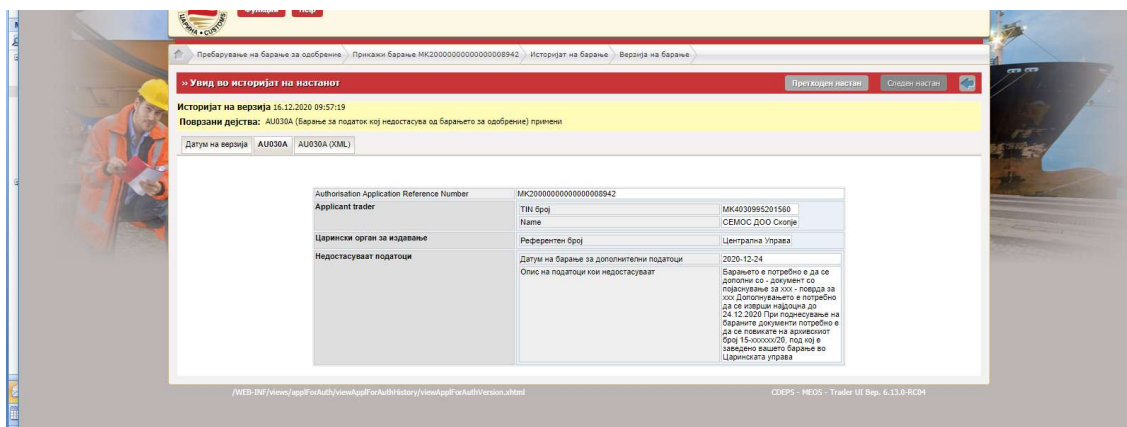 Функции Help
ЦАРИНА • CUSTOMS
Пребарување на барање за одобрение Прикажи барање MK20000000000000008942 Историјат на барање Верзија на барање
» Увид во историјат на настанот Претходен настан Следен настан
Историјат на верзија 16.12.2020 09:57:19
Поврзани дејства: AU030A (Барање за податок кој недостасува од барањето за одобрение) примени
Датум на верзија AU030A AU030A (XML)
Authorisation Application Reference Number MK20000000000000008942
Applicant trader TIN број MK4030995201560
Name СЕМОС ДОО Скопје
Царински орган за издавање Референтен број Централна Управа
Недостасуваат податоци Датум на барање за дополнителни податоци 2020-12-24
Опис на податоци кои недостасуваат Барањето е потребно е да се
дополни со - документ со
појаснување за xxx - поврда за
xxx Дополнувањето е потребно
да се изврши најдоцна до
24.12.2020 При поднесување на
бараните документи потребно е
да се повикате на архивскиот
број 15-xxxxxx/20, под кој е
заведено вашето барање во
Царинската управа
/WEB-INF/views/applForAuth/viewApplForAuthHistory/viewApplForAuthVersion.xhtml CDEPS - MEOS - Trader UI Вер. 6.13.0-RC04